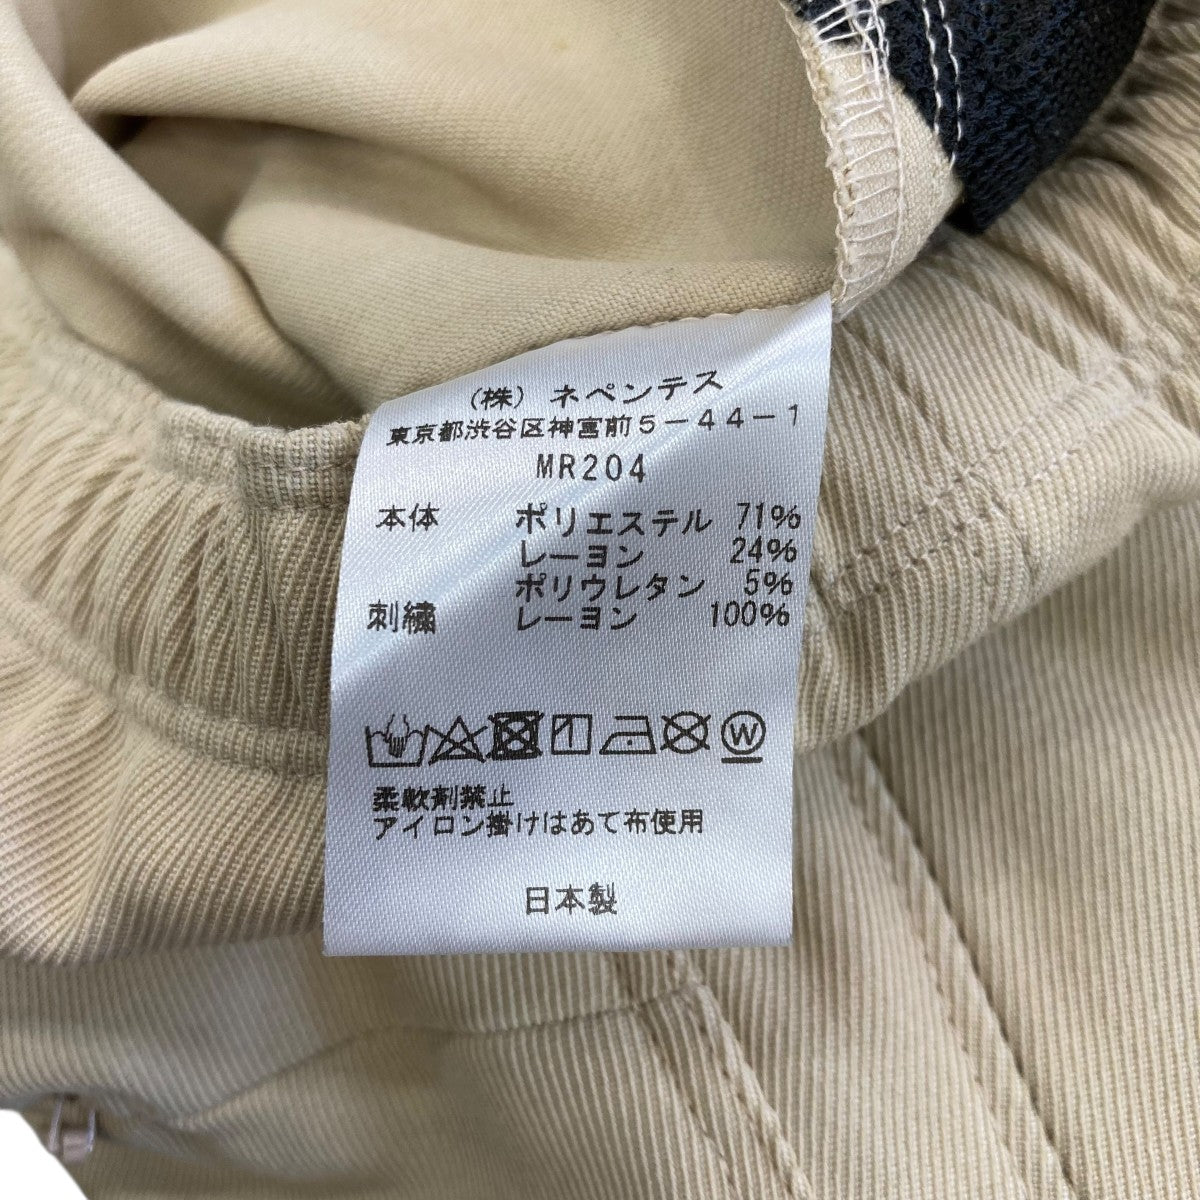 (株) ネペンテス
東京都渋谷区神宮前5-44-1
MR204
本体 ポリエステル 71%
レーヨン 24%
ポリウレタン 5%
刺繍 レーヨン 100%
W
柔軟剤禁止
アイロン掛けはあて布使用
日本製